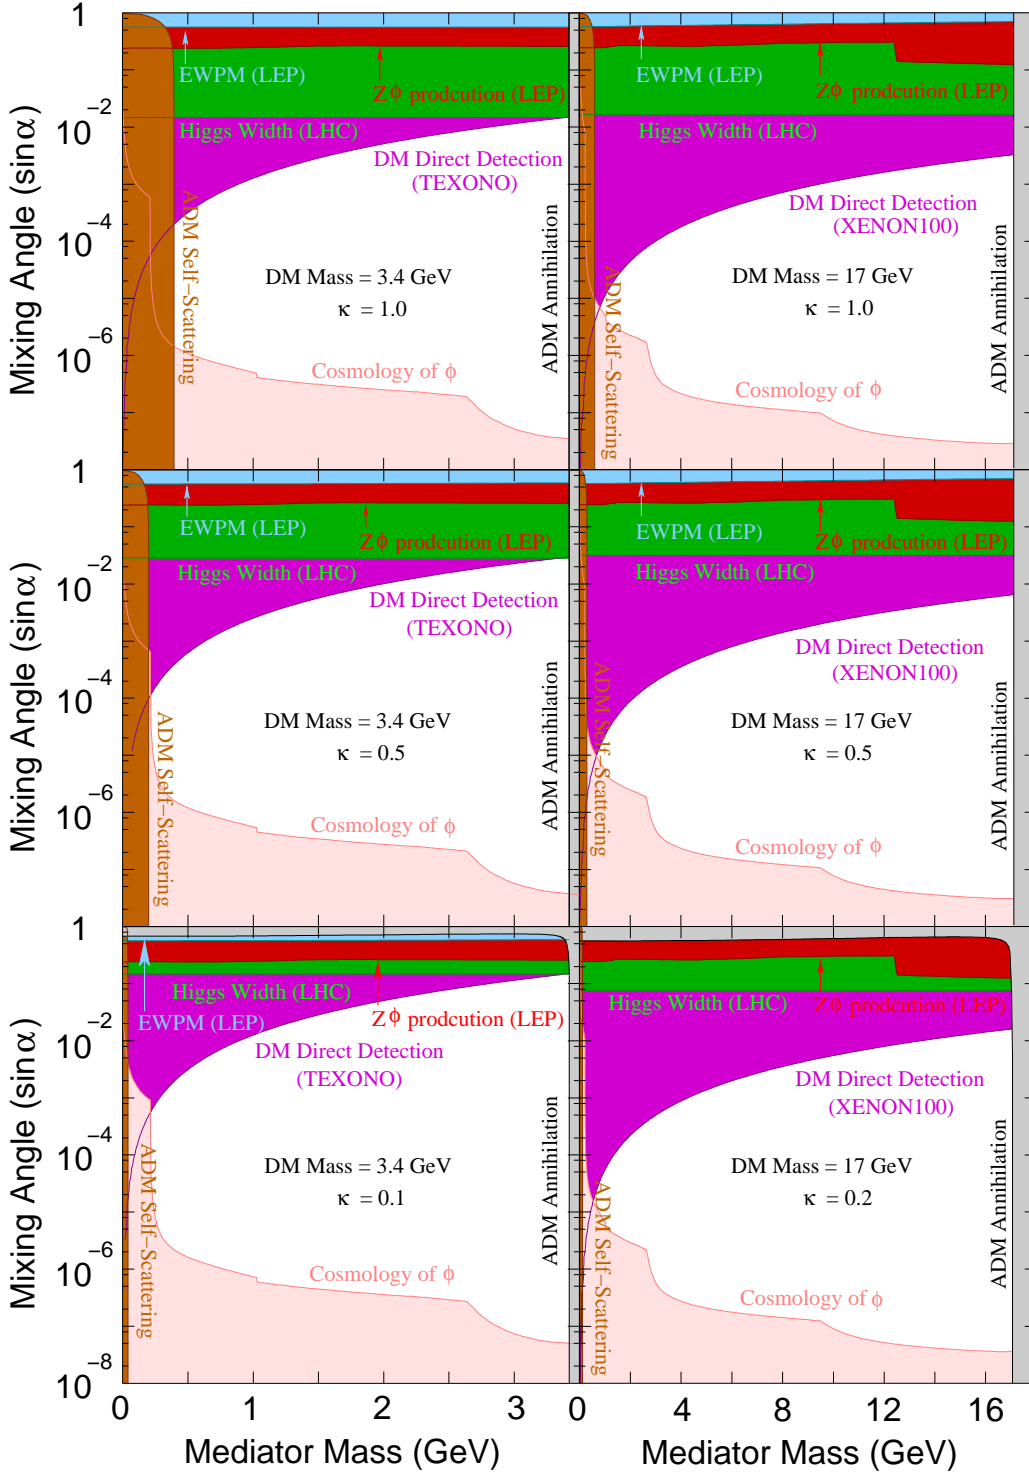 1
10−2
10−4
10−6
Mixing Angle (sinα)
EWPM (LEP)
Zϕ prodcution (LEP)
Higgs Width (LHC)
DM Direct Detection
(TEXONO)
ADM Self−Scattering
DM Mass = 3.4 GeV
κ = 1.0
ADM Annihilation
Cosmology of ϕ
EWPM (LEP)
Zϕ prodcution (LEP)
Higgs Width (LHC)
DM Direct Detection
(XENON100)
ADM Self−Scattering
DM Mass = 17 GeV
κ = 1.0
ADM Annihilation
Cosmology of ϕ
1
10−2
10−4
10−6
Mixing Angle (sinα)
EWPM (LEP)
Zϕ prodcution (LEP)
Higgs Width (LHC)
DM Direct Detection
(TEXONO)
ADM Self−Scattering
DM Mass = 3.4 GeV
κ = 0.5
ADM Annihilation
Cosmology of ϕ
EWPM (LEP)
Zϕ prodcution (LEP)
Higgs Width (LHC)
DM Direct Detection
(XENON100)
ADM Self−Scattering
DM Mass = 17 GeV
κ = 0.5
ADM Annihilation
Cosmology of ϕ
1
10−2
10−4
10−6
10−8
Mixing Angle (sinα)
Higgs Width (LHC)
EWPM (LEP)
Zϕ prodcution (LEP)
DM Direct Detection
(TEXONO)
ADM Self−Scattering
DM Mass = 3.4 GeV
κ = 0.1
ADM Annihilation
Cosmology of ϕ
Higgs Width (LHC)
Zϕ prodcution (LEP)
DM Direct Detection
(XENON100)
ADM Self−Scattering
DM Mass = 17 GeV
κ = 0.2
ADM Annihilation
Cosmology of ϕ
0 1 2 3
0 4 8 12 16
Mediator Mass (GeV)
Mediator Mass (GeV)